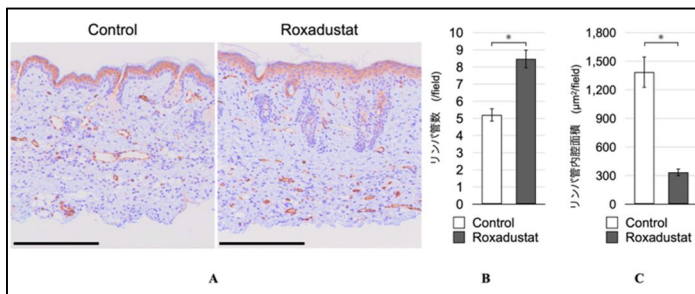 Control
Roxadustat
A
リンパ管数
(/field)
10
9
8
7
6
5
4
3
2
1
0
*
Control
Roxadustat
B
リンパ管内腔面積
(μm²/field)
1,800
1,500
1,200
900
600
300
0
*
Control
Roxadustat
C